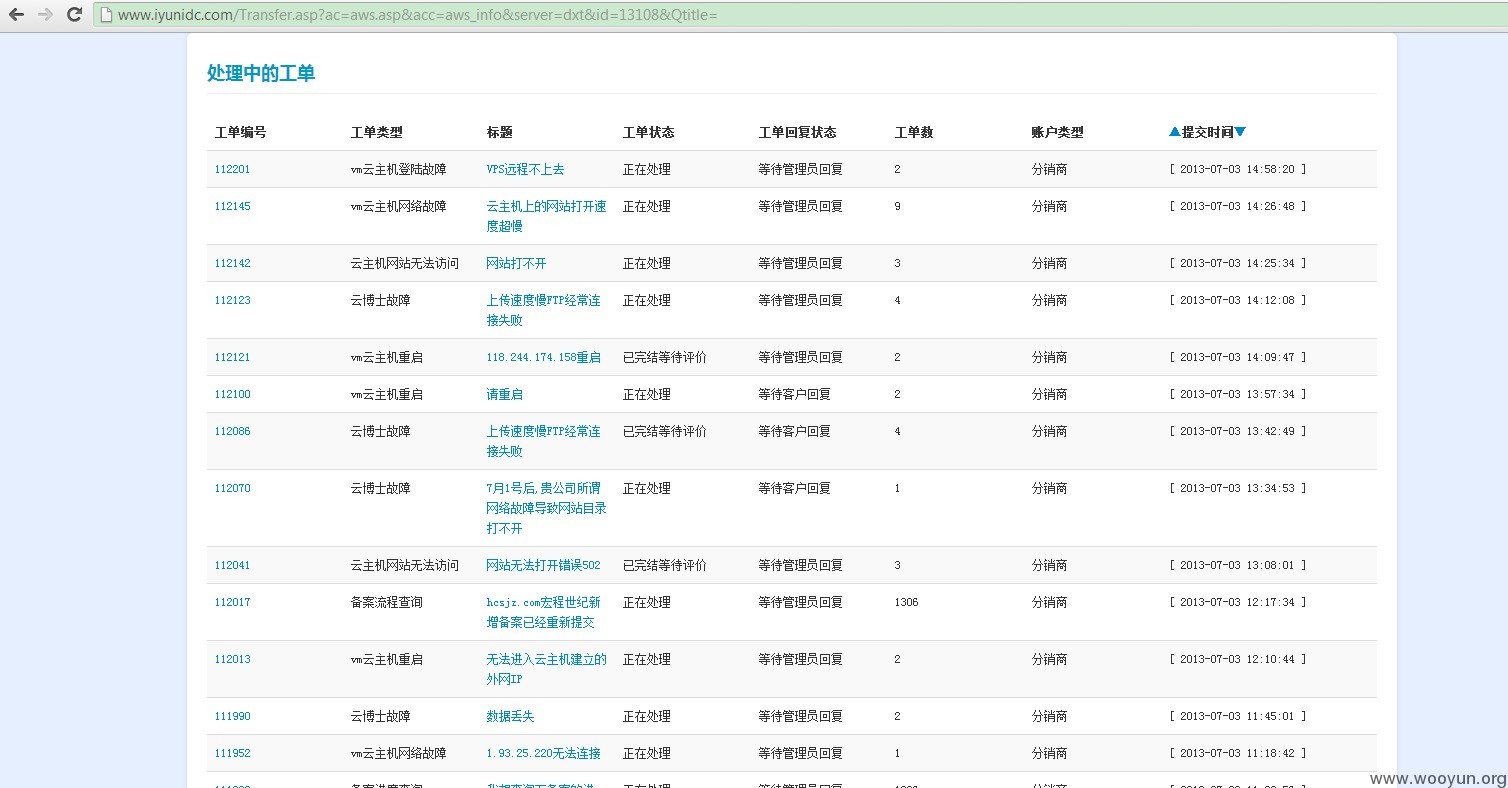 www.iyunidc.com/Transfer.asp?ac=aws.asp&acc=aws_info&server=dxt&id=13108&Qtitle=
处理中的工单
工单编号 工单类型 标题 工单状态 工单回复状态 工单数 账户类型 ▲提交时间▼
112201 vm云主机登陆故障 VPS远程不上去 正在处理 等待管理员回复 2 分销商 [ 2013-07-03 14:58:20 ]
112145 vm云主机网络故障 云主机上的网站打开速 正在处理 等待管理员回复 9 分销商 [ 2013-07-03 14:26:48 ]
度超慢
112142 云主机网站无法访问 网站打不开 正在处理 等待管理员回复 3 分销商 [ 2013-07-03 14:25:34 ]
112123 云博士故障 上传速度慢FTP经常连 正在处理 等待管理员回复 4 分销商 [ 2013-07-03 14:12:08 ]
接失败
112121 vm云主机重启 118.244.174.158重启 已完结等待评价 等待管理员回复 2 分销商 [ 2013-07-03 14:09:47 ]
112100 vm云主机重启 请重启 正在处理 等待客户回复 2 分销商 [ 2013-07-03 13:57:34 ]
112086 云博士故障 上传速度慢FTP经常连 已完结等待评价 等待客户回复 4 分销商 [ 2013-07-03 13:42:49 ]
接失败
112070 云博士故障 7月1号后,贵公司所谓 正在处理 等待客户回复 1 分销商 [ 2013-07-03 13:34:53 ]
网络故障导致网站目录
打不开
112041 云主机网站无法访问 网站无法打开错误502 已完结等待评价 等待管理员回复 3 分销商 [ 2013-07-03 13:08:01 ]
112017 备案流程查询 hcsjz.com宏程世纪新 正在处理 等待管理员回复 1306 分销商 [ 2013-07-03 12:17:34 ]
增备案已经重新提交
112013 vm云主机重启 无法进入云主机建立的 正在处理 等待管理员回复 2 分销商 [ 2013-07-03 12:10:44 ]
外网IP
111990 云博士故障 数据丢失 正在处理 等待管理员回复 2 分销商 [ 2013-07-03 11:45:01 ]
111952 vm云主机网络故障 1.93.25.220无法连接 正在处理 等待管理员回复 1 分销商 [ 2013-07-03 11:18:42 ]
www.wooyun.org